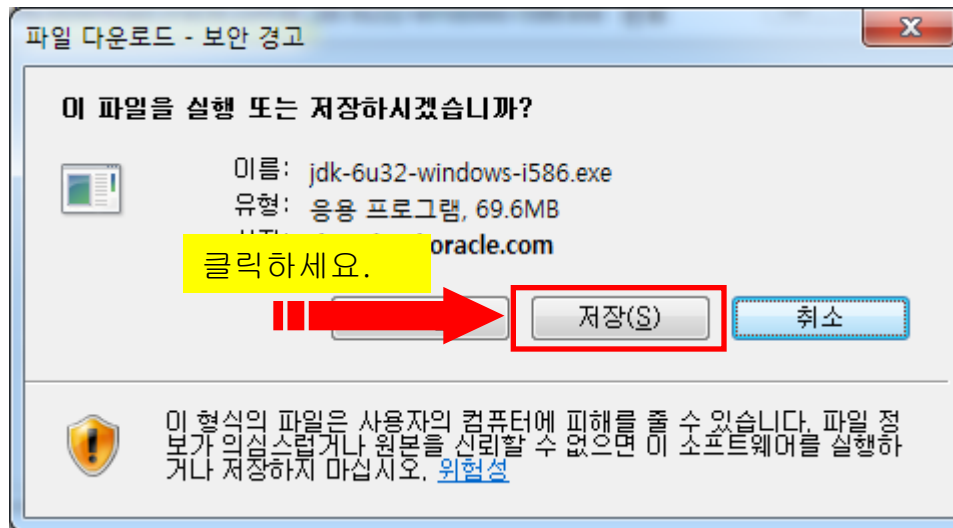 파일 다운로드 - 보안 경고
이 파일을 실행 또는 저장하시겠습니까?
이름: jdk-6u32-windows-i586.exe
유형: 응용 프로그램, 69.6MB
oracle.com
클릭하세요.
저장(S)
취소
이 형식의 파일은 사용자의 컴퓨터에 피해를 줄 수 있습니다. 파일 정
보가 의심스럽거나 원본을 신뢰할 수 없으면 이 소프트웨어를 실행하
거나 저장하지 마십시오. 위험성